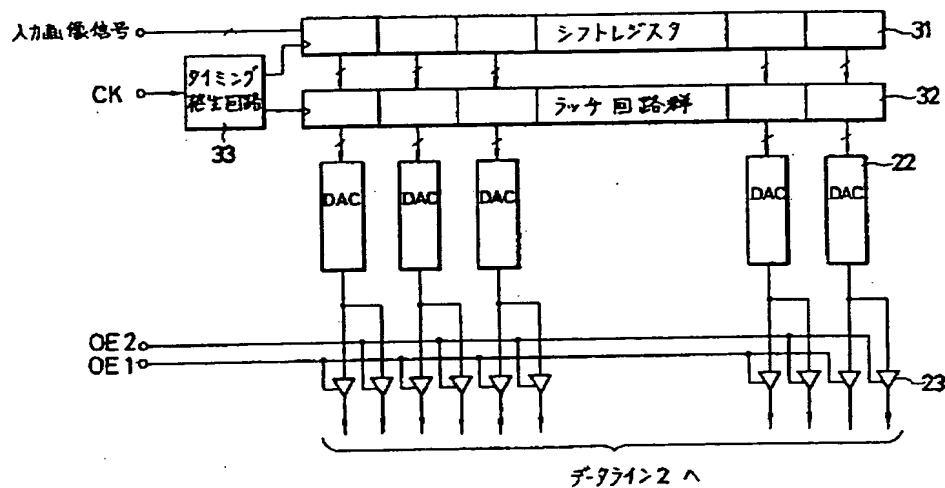 入力画像信号
シフトレジスタ
31
CK
タイミング
発生回路
33
ラッチ回路群
32
DAC
DAC
DAC
DAC
DAC
22
OE2
OE1
23
データライン2へ